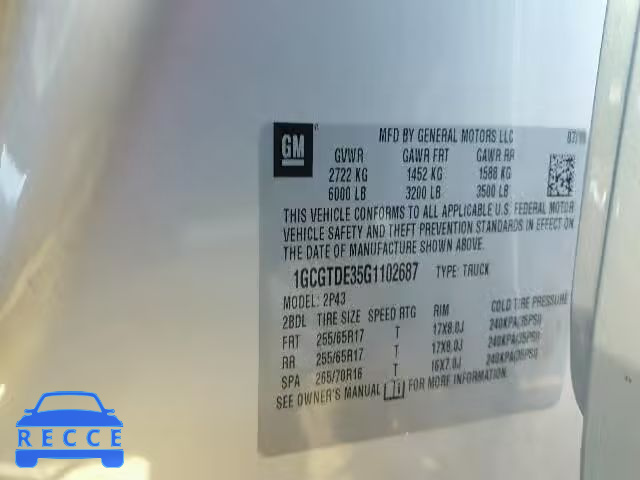 GM
MFD BY GENERAL MOTORS LLC
GVWR GAWR FRT GAWR RR
2722 KG 1452 KG 1588 KG
6000 LB 3200 LB 3500 LB
THIS VEHICLE CONFORMS TO ALL APPLICABLE U.S. FEDERAL MOTOR
VEHICLE SAFETY AND THEFT PREVENTION STANDARDS IN EFFECT ON
THE DATE OF MANUFACTURE SHOWN ABOVE.
1GCGTDE35G1102687 TYPE: TRUCK
MODEL: 2P43
2BDL TIRE SIZE SPEED RTG RIM COLD TIRE PRESSURE
FRT 255/65R17 T 17X8.0J 240KPA(35PSI)
RR 255/65R17 T 17X8.0J 240KPA(35PSI)
SPA 265/70R16 T 16X7.0J 240KPA(35PSI)
SEE OWNER'S MANUAL FOR MORE INFORMATION.
RECCE